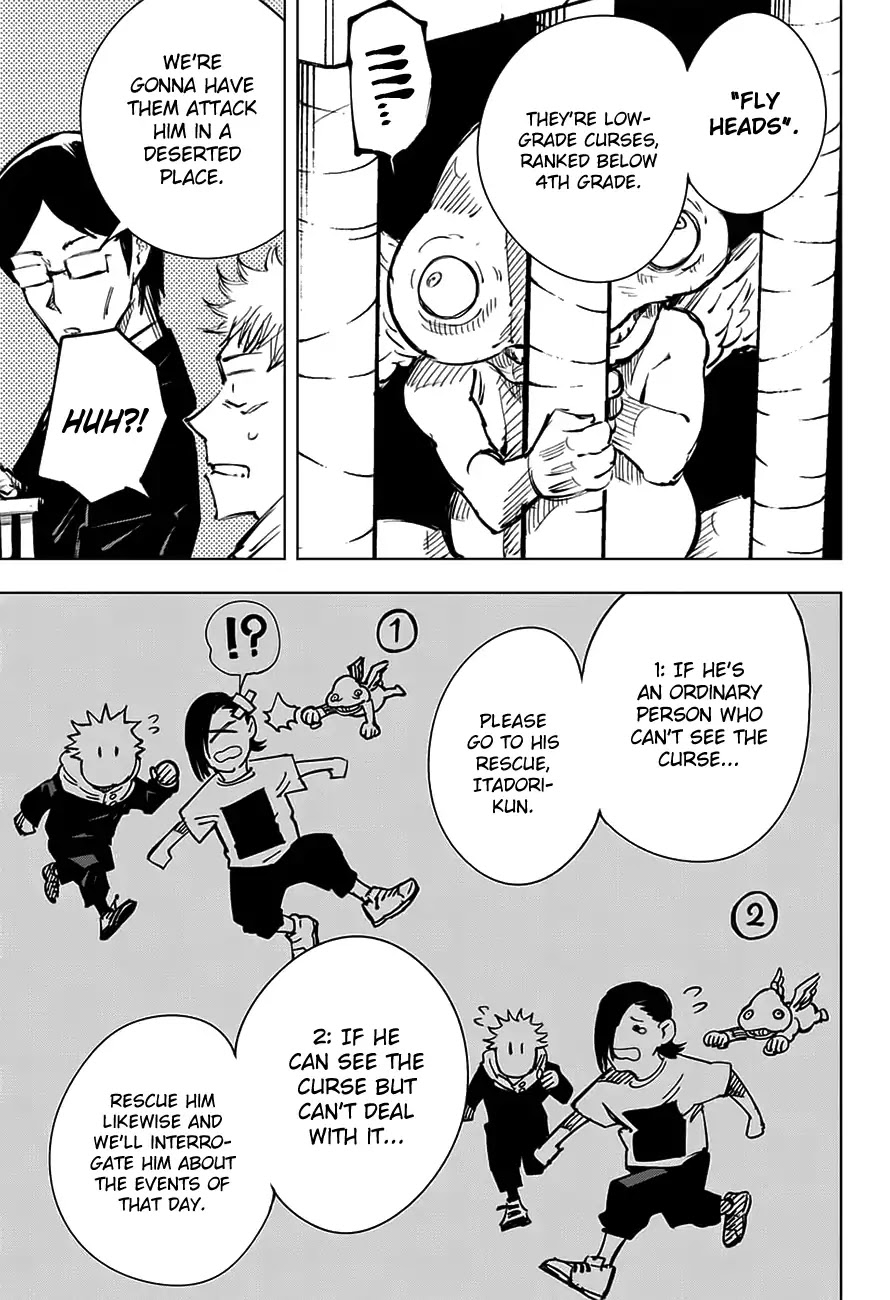 "FLY
HEADS".
THEY'RE LOW-
GRADE CURSES,
RANKED BELOW
4TH GRADE.
WE'RE
GONNA HAVE
THEM ATTACK
HIM IN A
DESERTED
PLACE.
HUH?!
1: IF HE'S
AN ORDINARY
PERSON WHO
CAN'T SEE THE
CURSE...
PLEASE
GO TO HIS
RESCUE,
ITADORI-
KUN.
1
!?
2
2: IF HE
CAN SEE THE
CURSE BUT
CAN'T DEAL
WITH IT...
RESCUE HIM
LIKEWISE AND
WE'LL INTERRO-
GATE HIM ABOUT
THE EVENTS OF
THAT DAY.